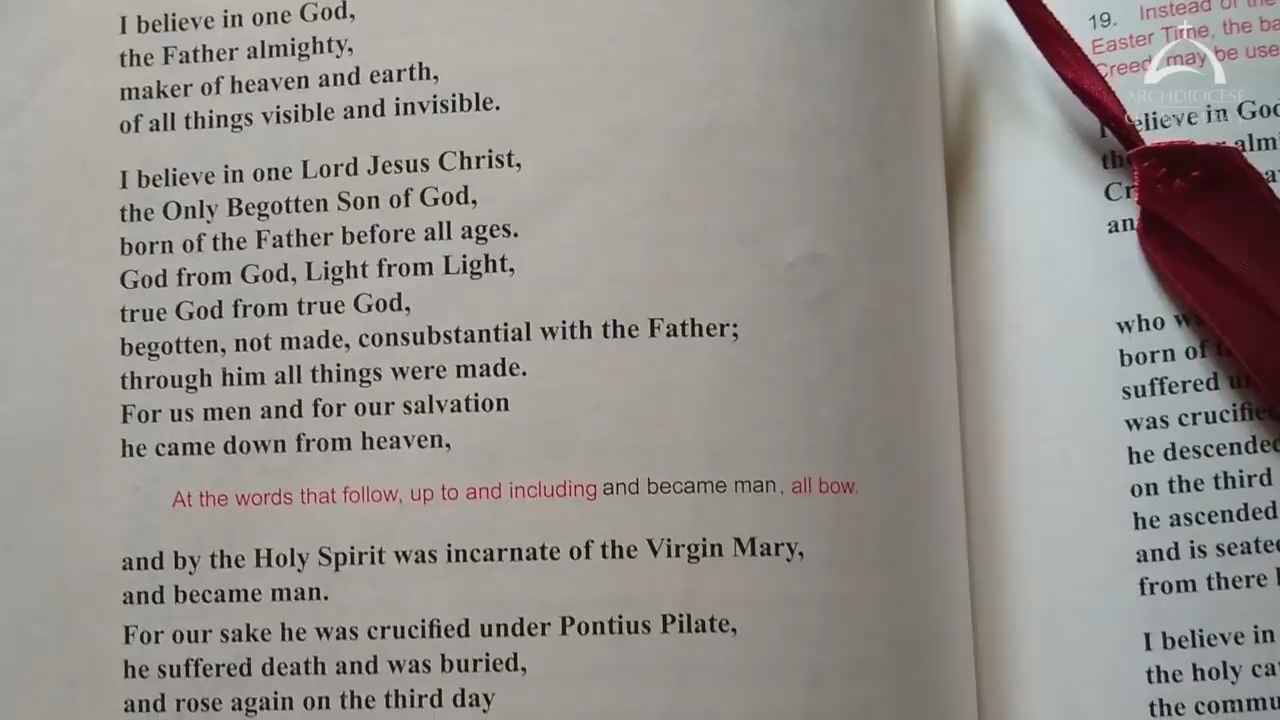 I believe in one God,
the Father almighty,
maker of heaven and earth,
of all things visible and invisible.
I believe in one Lord Jesus Christ,
the Only Begotten Son of God,
born of the Father before all ages.
God from God, Light from Light,
true God from true God,
begotten, not made, consubstantial with the Father;
through him all things were made.
For us men and for our salvation
he came down from heaven,
At the words that follow, up to and including and became man, all bow.
and by the Holy Spirit was incarnate of the Virgin Mary,
and became man.
For our sake he was crucified under Pontius Pilate,
he suffered death and was buried,
and rose again on the third day
19. Instead of the
Easter Time, the
Creed, may be
believe in
who
born of
suffered
was
he descended
on the third
he ascended
and is
from there
I believe in
the holy
the
ARCHDIOCESE